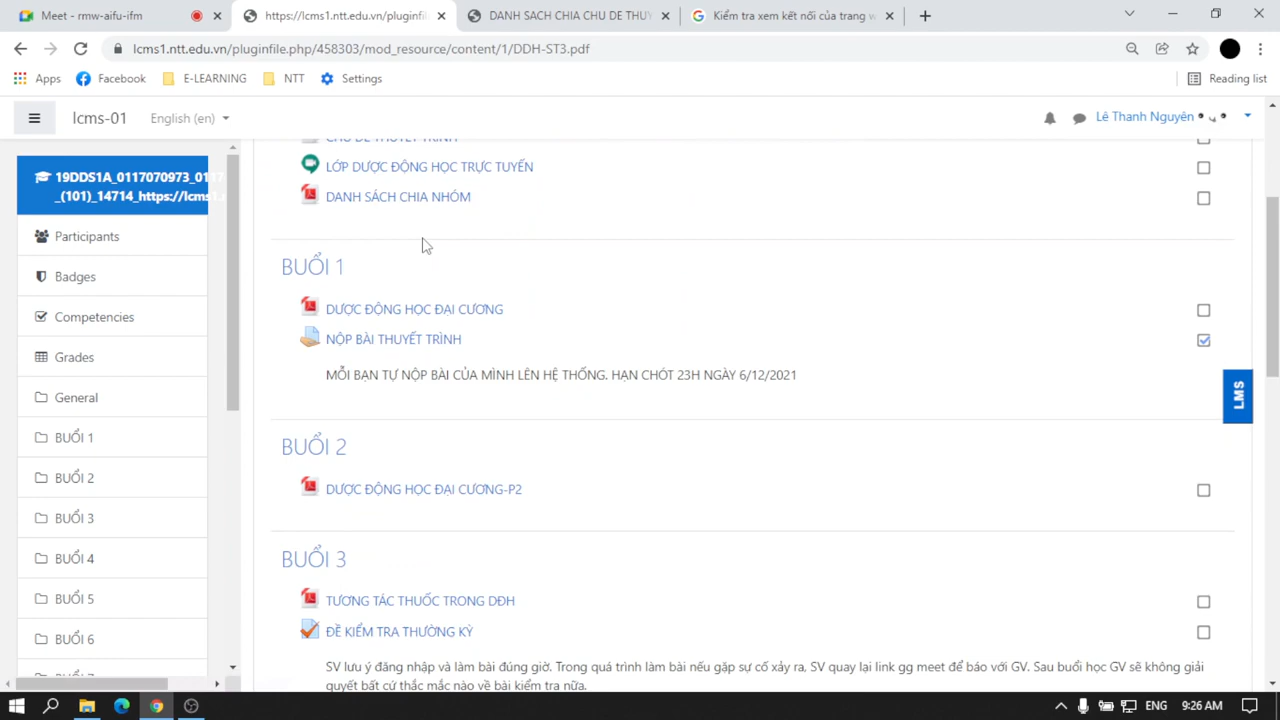 Meet - rmw-aifu-ifm
https://lcms1.ntt.edu.vn/pluginfil
DANH SACH CHIA CHU DE THUY
Kiểm tra xem kết nối của trang w
lcms1.ntt.edu.vn/pluginfile.php/458303/mod_resource/content/1/DDH-ST3.pdf
Apps
Facebook
E-LEARNING
NTT
Settings
Reading list
lcms-01
English (en)
Lê Thanh Nguyên
19DDS1A_0117070973_0117
_(101)_14714_https://lcms1.
Participants
Badges
Competencies
Grades
General
BUỔI 1
BUỔI 2
BUỔI 3
BUỔI 4
BUỔI 5
BUỔI 6
CHỦ ĐỀ THUYẾT TRÌNH
LỚP DƯỢC ĐỘNG HỌC TRỰC TUYẾN
DANH SÁCH CHIA NHÓM
BUỔI 1
DƯỢC ĐỘNG HỌC ĐẠI CƯƠNG
NỘP BÀI THUYẾT TRÌNH
MỖI BẠN TỰ NỘP BÀI CỦA MÌNH LÊN HỆ THỐNG. HẠN CHÓT 23H NGÀY 6/12/2021
BUỔI 2
DƯỢC ĐỘNG HỌC ĐẠI CƯƠNG-P2
BUỔI 3
TƯƠNG TÁC THUỐC TRONG DĐH
ĐỀ KIỂM TRA THƯỜNG KỲ
SV lưu ý đăng nhập và làm bài đúng giờ. Trong quá trình làm bài nếu gặp sự cố xảy ra, SV quay lại link gg meet để báo với GV. Sau buổi học GV sẽ không giải
quyết bất cứ thắc mắc nào về bài kiểm tra nữa.
LMS
ENG
9:26 AM